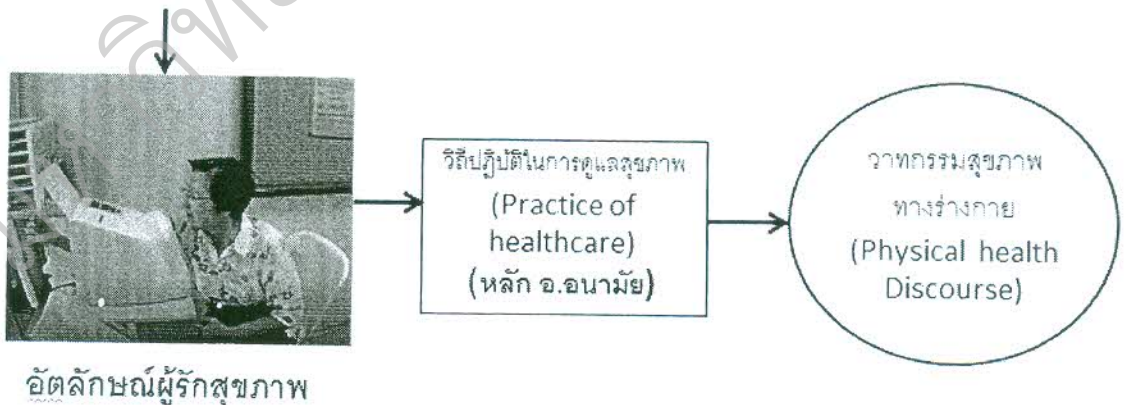 วิถีปฏิบัติในการดูแลสุขภาพ
(Practice of
healthcare)
(หลัก อ.อนามัย)
วาทกรรมสุขภาพ
ทางร่างกาย
(Physical health
Discourse)
อัตลักษณ์ผู้รักสุขภาพ